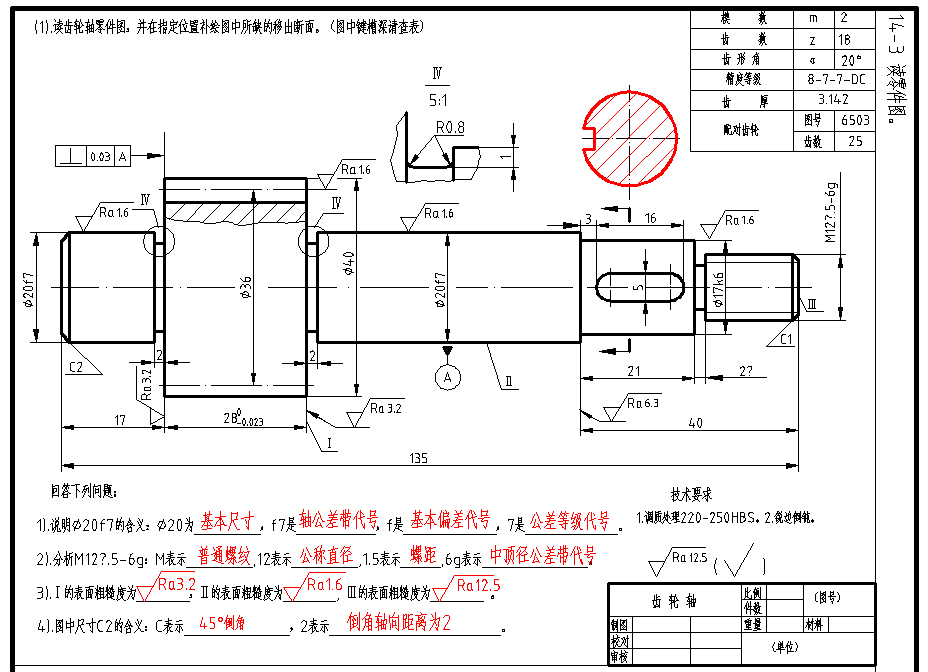 (1).读齿轮轴零件图，并在指定位置补绘图中所缺的移出断面。（图中键槽深请查表）
模 数 m 2
齿 数 z 18
齿 形 角 α 20°
精度等级 8-7-7-DC
齿 厚 3.142
配对齿轮 图号 6503
齿数 25
14-3 读零件图。
Ⅳ
5:1
R0.8
1
⊥ 0.03 A
Ra1.6
Ra1.6
Ⅳ
Ⅳ
Ra1.6
3
16
Ra1.6
M12?.5-6g
Φ20f7
Φ36
Φ40
Φ20f7
5
Φ17k6
Ⅲ
C2
2
2
A
Ⅱ
C1
21
2?
Ra3.2
17
2B 0 -0.023
Ⅰ
Ra3.2
Ra6.3
40
135
回答下列问题：
1).说明Φ20f7的含义：Φ20为 基本尺寸 ，f7是 轴公差带代号，f是 基本偏差代号 ，7是 公差等级代号 。
2).分析M12?.5-6g：M表示 普通螺纹,12表示 公称直径 ,1.5表示 螺距 ,6g表示 中顶径公差带代号。
3).Ⅰ的表面粗糙度为 Ra3.2 ，Ⅱ的表面粗糙度为 Ra1.6 ，Ⅲ的表面粗糙度为 Ra12.5 。
4).图中尺寸C2的含义：C表示 45°倒角 ，2表示 倒角轴向距离为2 。
技术要求
1.调质处理220-250HBS。2.锐边倒钝。
Ra12.5 ( )
齿 轮 轴
比例
件数
(图号)
制图
重量
材料
校对
审核
(单位)